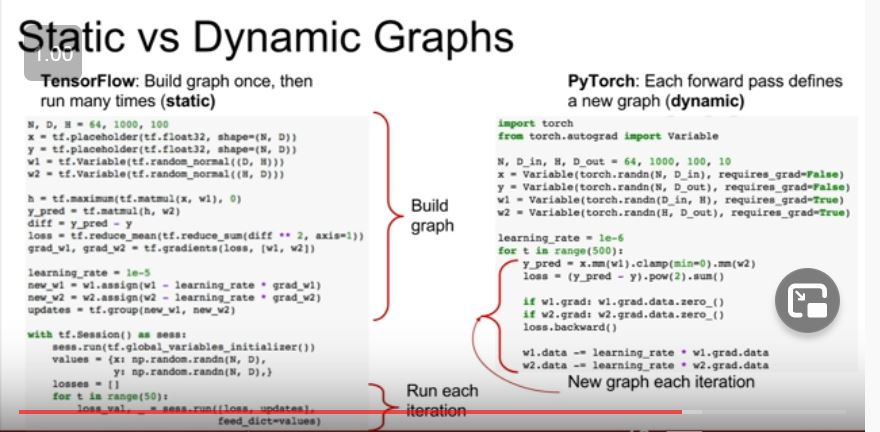 Static vs Dynamic Graphs
1.00
TensorFlow: Build graph once, then
run many times (static)
N, D, H = 64, 1000, 100
x = tf.placeholder(tf.float32, shape=(N, D))
y = tf.placeholder(tf.float32, shape=(N, D))
w1 = tf.Variable(tf.random_normal((D, H)))
w2 = tf.Variable(tf.random_normal((H, D)))
h = tf.maximum(tf.matmul(x, w1), 0)
y_pred = tf.matmul(h, w2)
diff = y_pred - y
loss = tf.reduce_mean(tf.reduce_sum(diff ** 2, axis=1))
grad_w1, grad_w2 = tf.gradients(loss, [w1, w2])
learning_rate = 1e-5
new_w1 = w1.assign(w1 - learning_rate * grad_w1)
new_w2 = w2.assign(w2 - learning_rate * grad_w2)
updates = tf.group(new_w1, new_w2)
with tf.Session() as sess:
sess.run(tf.global_variables_initializer())
values = {x: np.random.randn(N, D),
y: np.random.randn(N, D),}
losses = []
for t in range(50):
loss_val, _ = sess.run([loss, updates],
feed_dict=values)
Build
graph
Run each
iteration
PyTorch: Each forward pass defines
a new graph (dynamic)
import torch
from torch.autograd import Variable
N, D_in, H, D_out = 64, 1000, 100, 10
x = Variable(torch.randn(N, D_in), requires_grad=False)
y = Variable(torch.randn(N, D_out), requires_grad=False)
w1 = Variable(torch.randn(D_in, H), requires_grad=True)
w2 = Variable(torch.randn(H, D_out), requires_grad=True)
learning_rate = 1e-6
for t in range(500):
y_pred = x.mm(w1).clamp(min=0).mm(w2)
loss = (y_pred - y).pow(2).sum()
if w1.grad: w1.grad.data.zero_()
if w2.grad: w2.grad.data.zero_()
loss.backward()
w1.data -= learning_rate * w1.grad.data
w2.data -= learning_rate * w2.grad.data
New graph each iteration